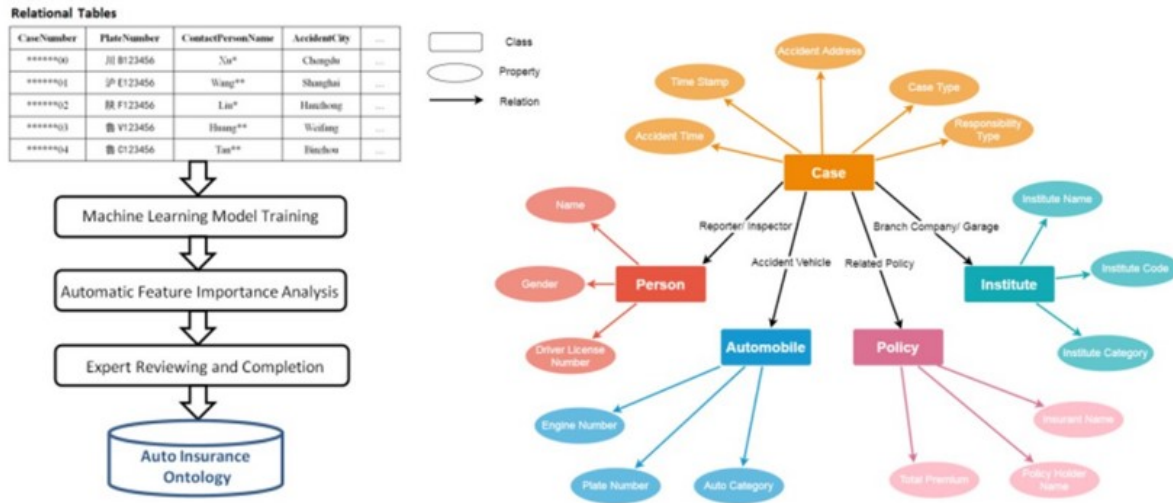 Relational Tables
CaseNumber PlateNumber ContactPersonName AccidentCity ...
******00 川 B123456 Xu* Chengdu ...
******01 沪 E123456 Wang** Shanghai ...
******02 陕 F123456 Liu* Hanzhong ...
******03 鲁 V123456 Huang** Weifang ...
******04 鲁 C123456 Tan** Binzhou ...
Machine Learning Model Training
Automatic Feature Importance Analysis
Expert Reviewing and Completion
Auto Insurance
Ontology
Class
Property
Relation
Accident Address
Time Stamp
Case Type
Accident Time
Responsibility
Type
Case
Name
Reporter/ Inspector
Branch Company/ Garage
Institute Name
Accident Vehicle
Related Policy
Gender
Person
Institute
Institute Code
Driver License
Number
Automobile
Policy
Institute Category
Engine Number
Insurant Name
Plate Number
Auto Category
Total Premium
Policy Holder
Name